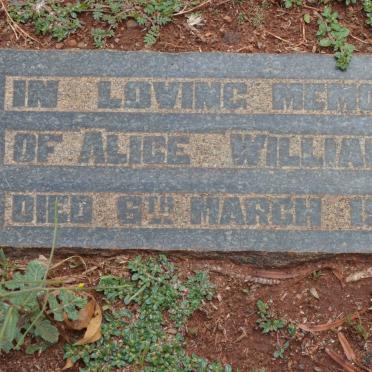 IN LOVING MEMO
OF ALICE WILLIA
DIED 6TH MARCH 1